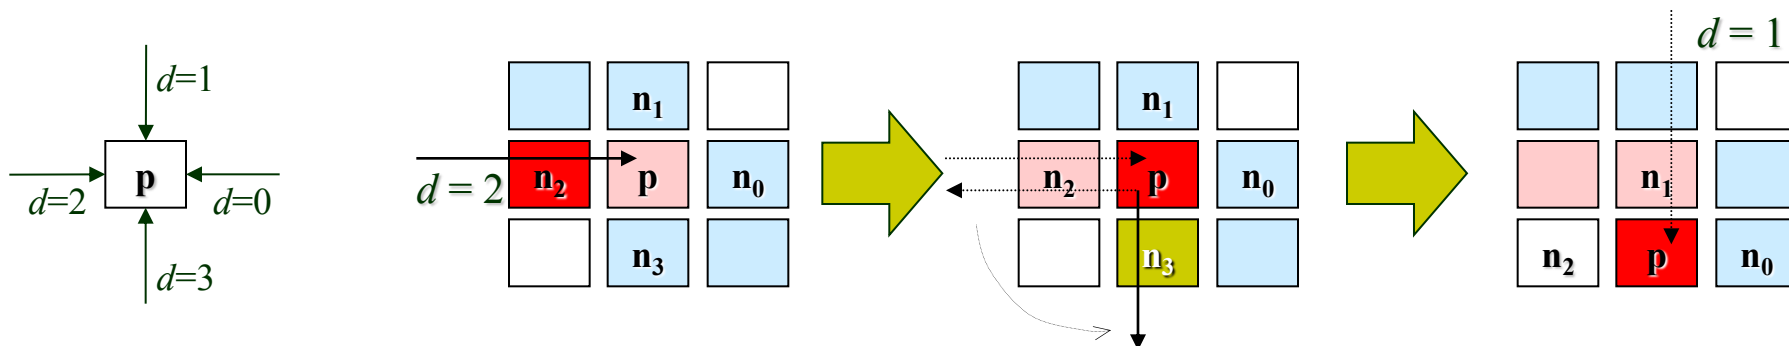 d=1
p
d=2
d=0
d=3
n₁
d = 2
n₂ p n₀
n₃
n₁
n₂ p n₀
n₃
d = 1
n₁
n₂ p n₀